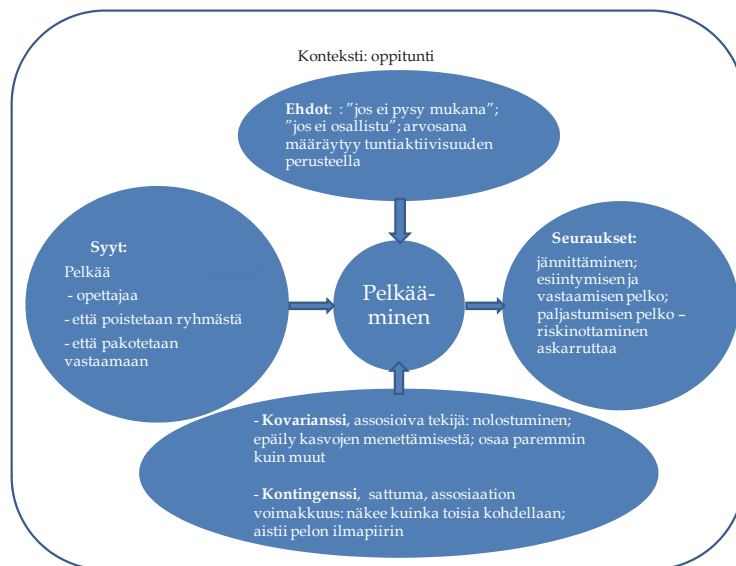 Konteksti: oppitunti
Ehdot: : ”jos ei pysy mukana”;
”jos ei osallistu”; arvosana
määräytyy tuntiaktiivisuuden
perusteella
Syyt:
Pelkää
- opettajaa
- että poistetaan ryhmästä
- että pakotetaan
vastaamaan
Pelkää-
minen
Seuraukset:
jännittäminen;
esiintymisen ja
vastaamisen pelko;
paljastumisen pelko –
riskinottaminen
askarruttaa
- Kovarianssi, assosioiva tekijä: nolostuminen;
epäily kasvojen menettämisestä; osaa paremmin
kuin muut
- Kontingenssi, sattuma, assosiaation
voimakkuus: näkee kuinka toisia kohdellaan;
aistii pelon ilmapiirin